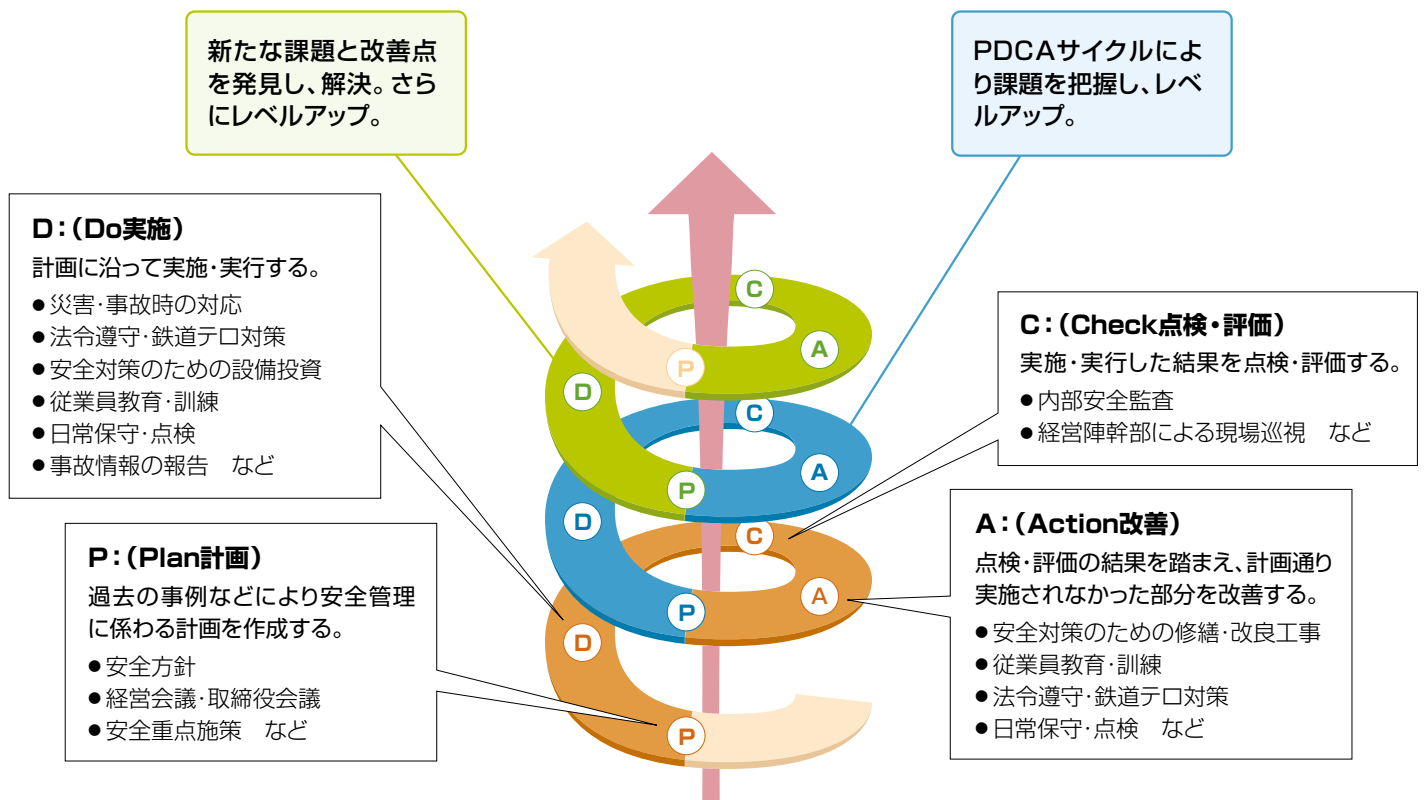 新たな課題と改善点
を発見し、解決。さら
にレベルアップ。
PDCAサイクルによ
り課題を把握し、レベ
ルアップ。
D：（Do実施）
計画に沿って実施・実行する。
●災害・事故時の対応
●法令遵守・鉄道テロ対策
●安全対策のための設備投資
●従業員教育・訓練
●日常保守・点検
●事故情報の報告　など
P：（Plan計画）
過去の事例などにより安全管理
に係わる計画を作成する。
●安全方針
●経営会議・取締役会議
●安全重点施策　など
C
A
P
D
C
A
P
D
C
A
P
D
P
C：（Check点検・評価）
実施・実行した結果を点検・評価する。
●内部安全監査
●経営陣幹部による現場巡視　など
A：（Action改善）
点検・評価の結果を踏まえ、計画通り
実施されなかった部分を改善する。
●安全対策のための修繕・改良工事
●従業員教育・訓練
●法令遵守・鉄道テロ対策
●日常保守・点検　など